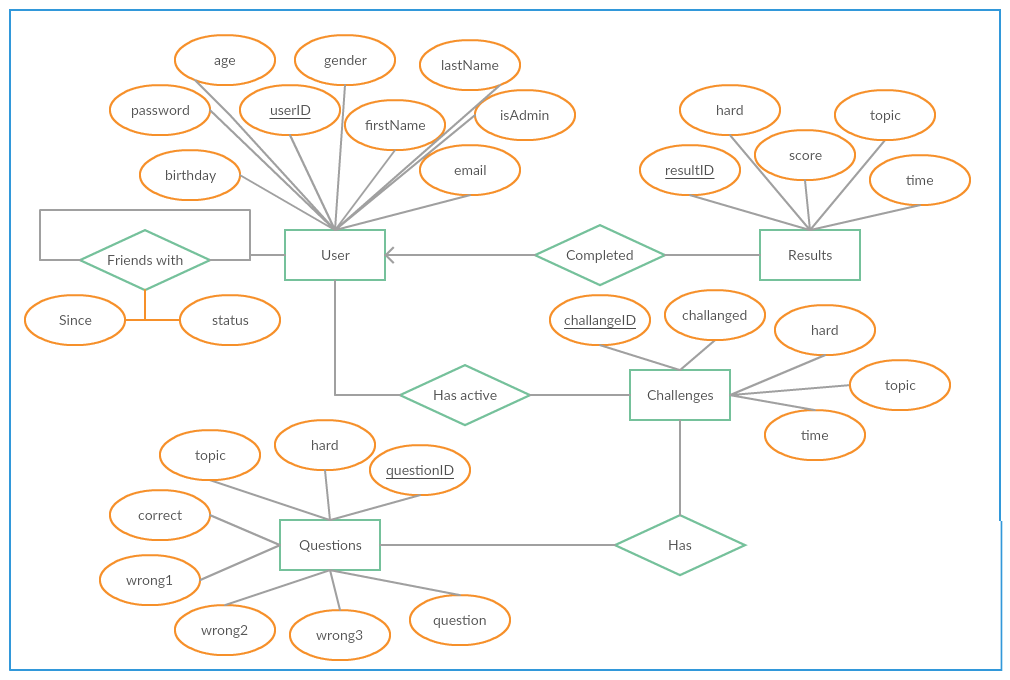 age
gender
lastName
password
userID
firstName
isAdmin
birthday
email
hard
topic
score
resultID
time
Friends with
User
Completed
Results
Since
status
challangeID
challanged
hard
topic
time
Has active
Challenges
topic
hard
questionID
correct
Questions
Has
wrong1
wrong2
wrong3
question